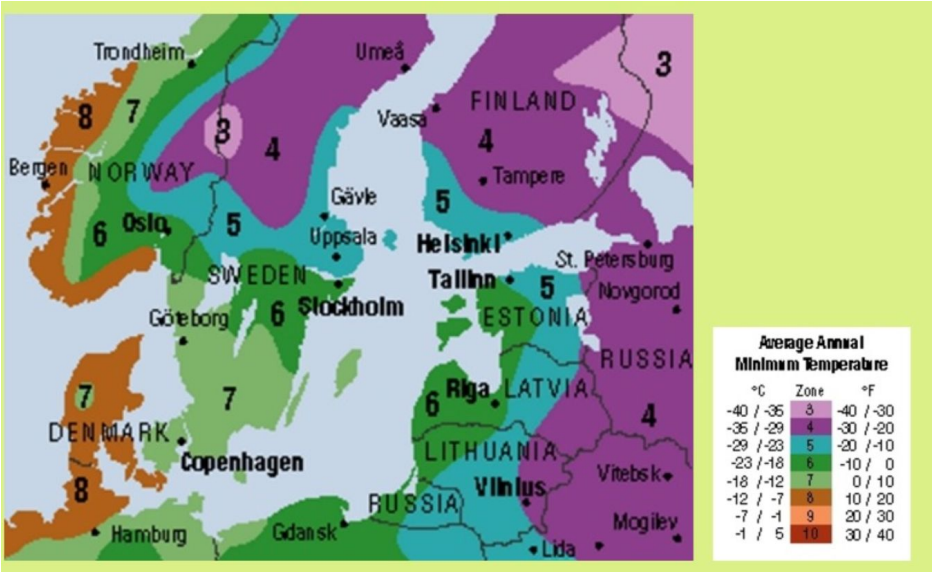 Trondheim
Umeå
3
FINLAND
8
7
Vaasa
3
4
4
Bergen
NORWAY
Tampere
Gävle
5
6
Oslo
5
Uppsala
Helsinki
St. Petersburg
SWEDEN
Tallinn
5
Novgorod
Stockholm
6
ESTONIA
Göteborg
RUSSIA
7
7
Riga
LATVIA
6
4
DENMARK
LITHUANIA
Copenhagen
Vitebsk
8
Vilnius
RUSSIA
Mogilev
Hamburg
Gdansk
Lida
Average Annual
Minimum Temperature
°C Zone °F
-40 / -35 3 -40 / -30
-35 / -29 4 -30 / -20
-29 / -23 5 -20 / -10
-23 / -18 6 -10 / 0
-18 / -12 7 0 / 10
-12 / -7 8 10 / 20
-7 / -1 9 20 / 30
-1 / 5 10 30 / 40